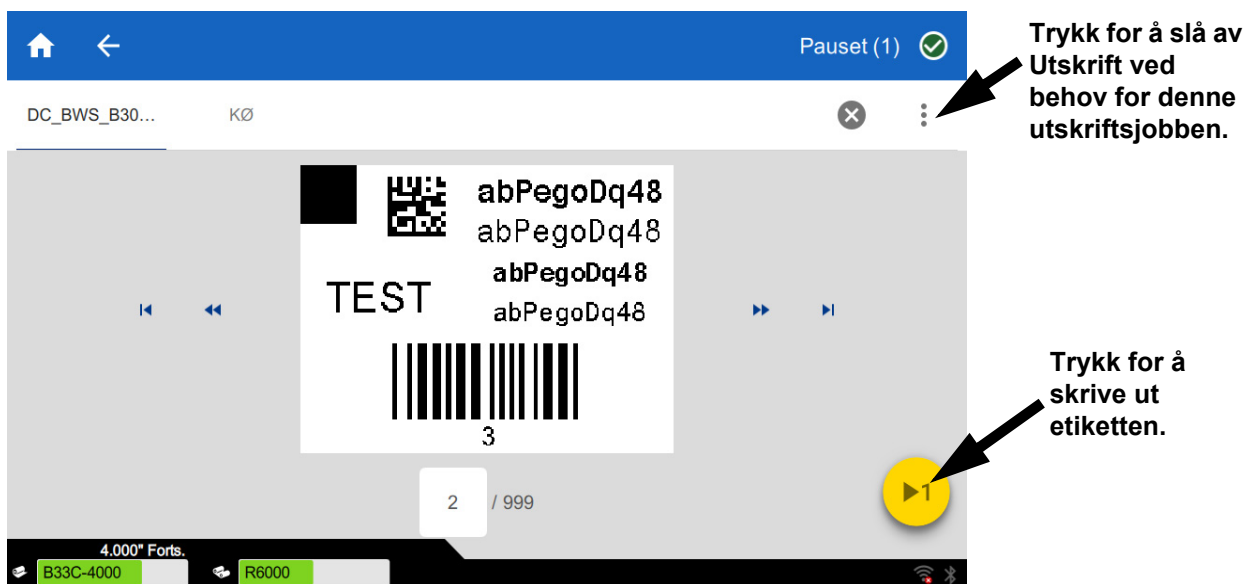 Pauset (1)
Trykk for å slå av
Utskrift ved
behov for denne
utskriftsjobben.
DC_BWS_B30...
KØ
abPegoDq48
abPegoDq48
abPegoDq48
abPegoDq48
TEST
3
Trykk for å
skrive ut
etiketten.
2 / 999
1
4.000" Forts.
B33C-4000
R6000